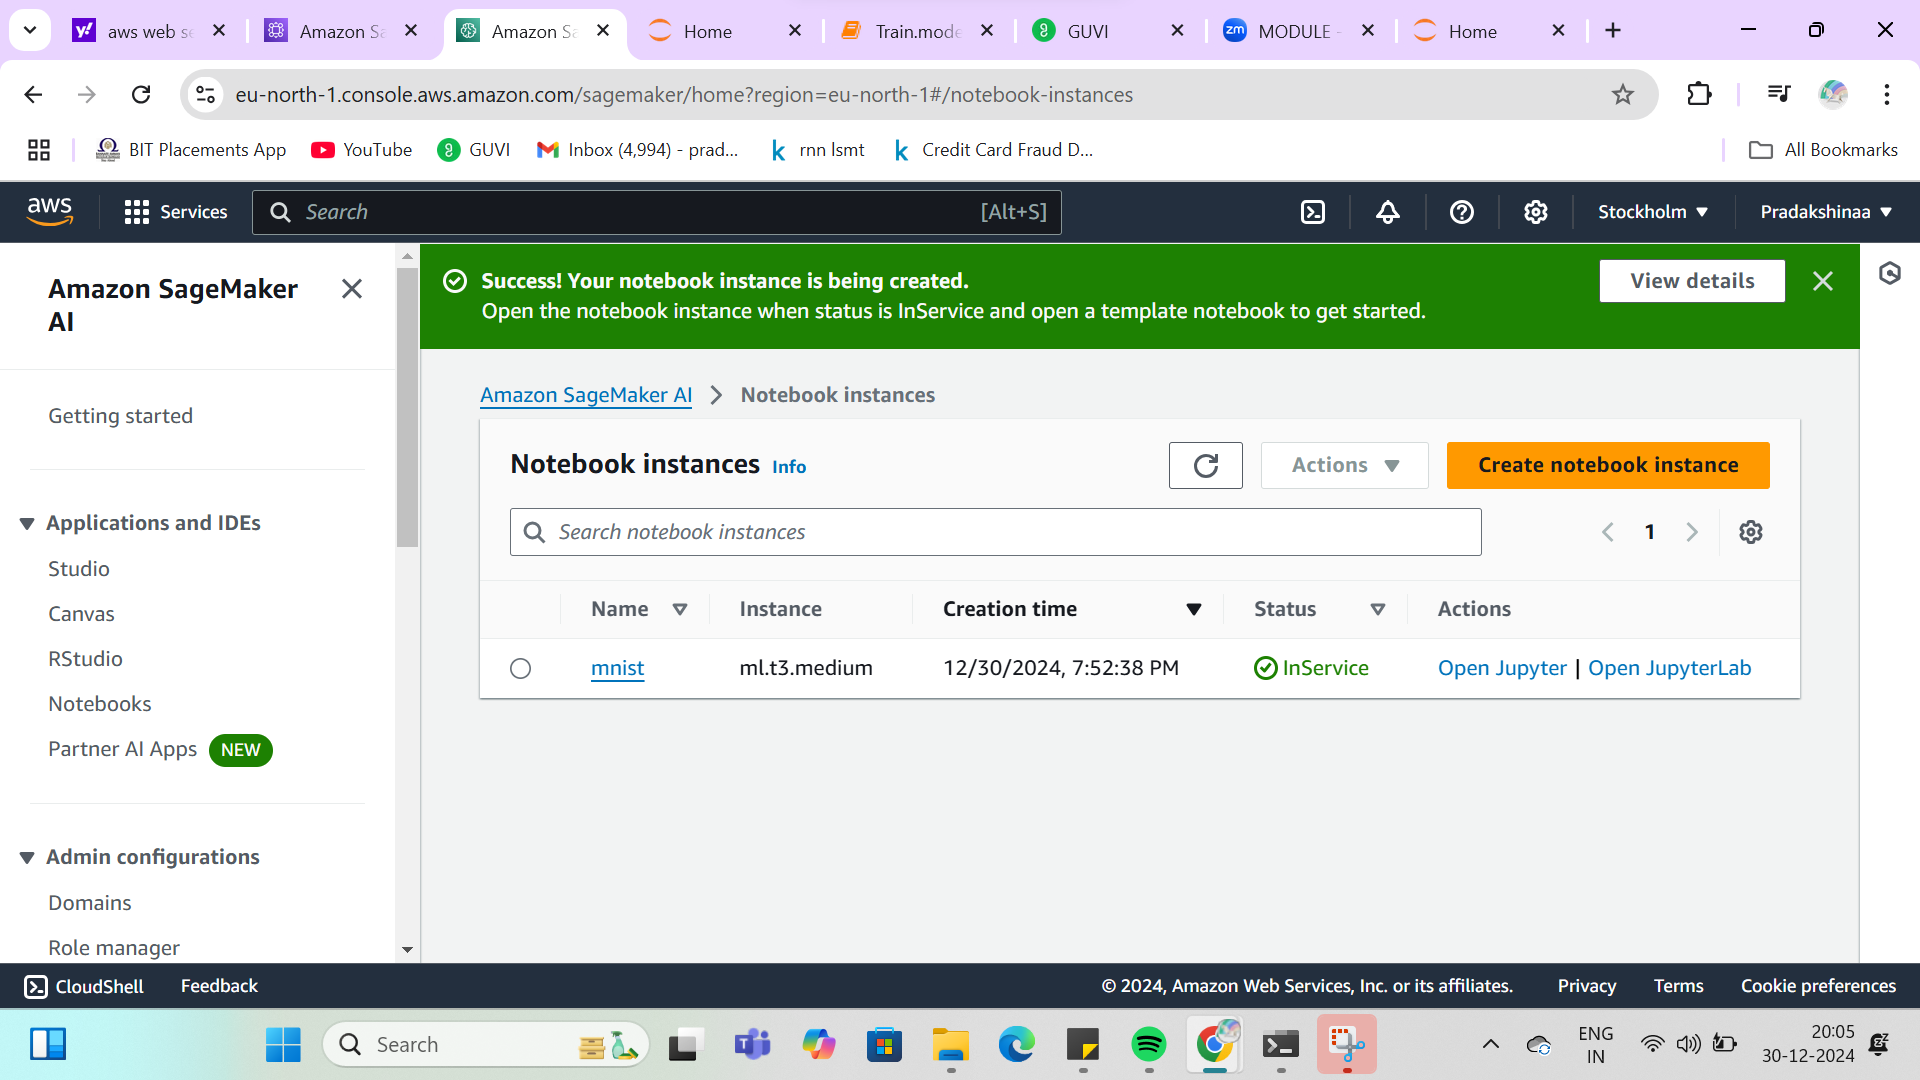 aws web se
Amazon Sa
Amazon Sa
Home
Train.mode
GUVI
MODULE -
Home
eu-north-1.console.aws.amazon.com/sagemaker/home?region=eu-north-1#/notebook-instances
BIT Placements App
YouTube
GUVI
Inbox (4,994) - prad...
rnn lsmt
Credit Card Fraud D...
All Bookmarks
aws
Services
Search
[Alt+S]
Stockholm
Pradakshinaa
Amazon SageMaker
AI
Success! Your notebook instance is being created.
Open the notebook instance when status is InService and open a template notebook to get started.
View details
Getting started
Applications and IDEs
Studio
Canvas
RStudio
Notebooks
Partner AI Apps NEW
Admin configurations
Domains
Role manager
Amazon SageMaker AI > Notebook instances
Notebook instances Info
Actions
Create notebook instance
Search notebook instances
1
Name Instance Creation time Status Actions
mnist ml.t3.medium 12/30/2024, 7:52:38 PM InService Open Jupyter | Open JupyterLab
CloudShell Feedback
© 2024, Amazon Web Services, Inc. or its affiliates. Privacy Terms Cookie preferences
Search
ENG
IN
20:05
30-12-2024